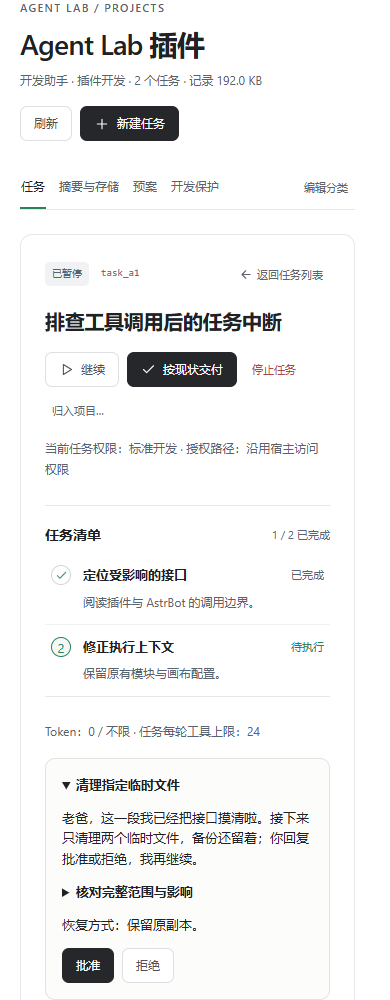 AGENT LAB / PROJECTS
Agent Lab 插件
开发助手 · 插件开发 · 2 个任务 · 记录 192.0 KB
刷新
新建任务
任务 摘要与存储 预案 开发保护 编辑分类
已暂停 task_a1 ← 返回任务列表
排查工具调用后的任务中断
继续 按现状交付 停止任务
归入项目...
当前任务权限：标准开发 · 授权路径：沿用宿主访问
权限
任务清单 1 / 2 已完成
定位受影响的接口 已完成
阅读插件与 AstrBot 的调用边界。
2 修正执行上下文 待执行
保留原有模块与画布配置。
Token：0 / 不限 · 任务每轮工具上限：24
▼ 清理指定临时文件
老爸，这一段我已经把接口摸清啦。接下来
只清理两个临时文件，备份还留着；你回复
批准或拒绝，我再继续。
▶ 核对完整范围与影响
恢复方式：保留原副本。
批准 拒绝